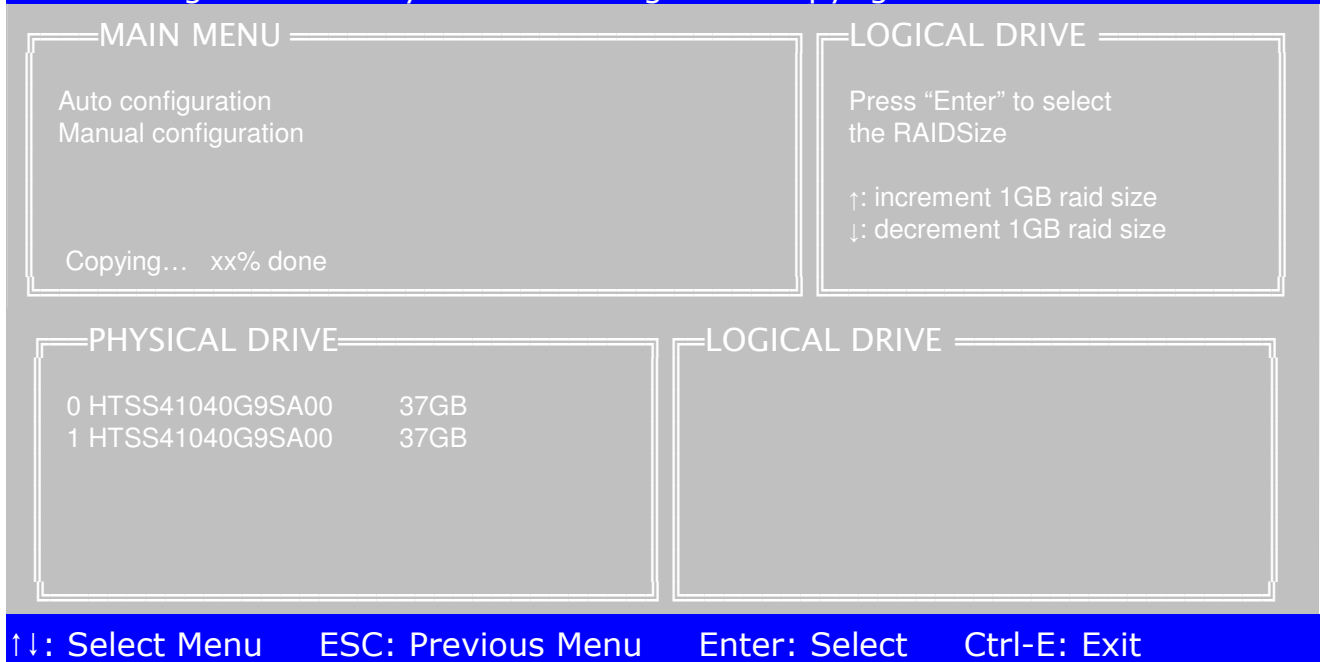 MAIN MENU
Auto configuration
Manual configuration
Copying… xx% done
LOGICAL DRIVE
Press “Enter” to select
the RAIDSize
↑: increment 1GB raid size
↓: decrement 1GB raid size
PHYSICAL DRIVE
0 HTSS41040G9SA00 37GB
1 HTSS41040G9SA00 37GB
LOGICAL DRIVE
↑↓: Select Menu ESC: Previous Menu Enter: Select Ctrl-E: Exit